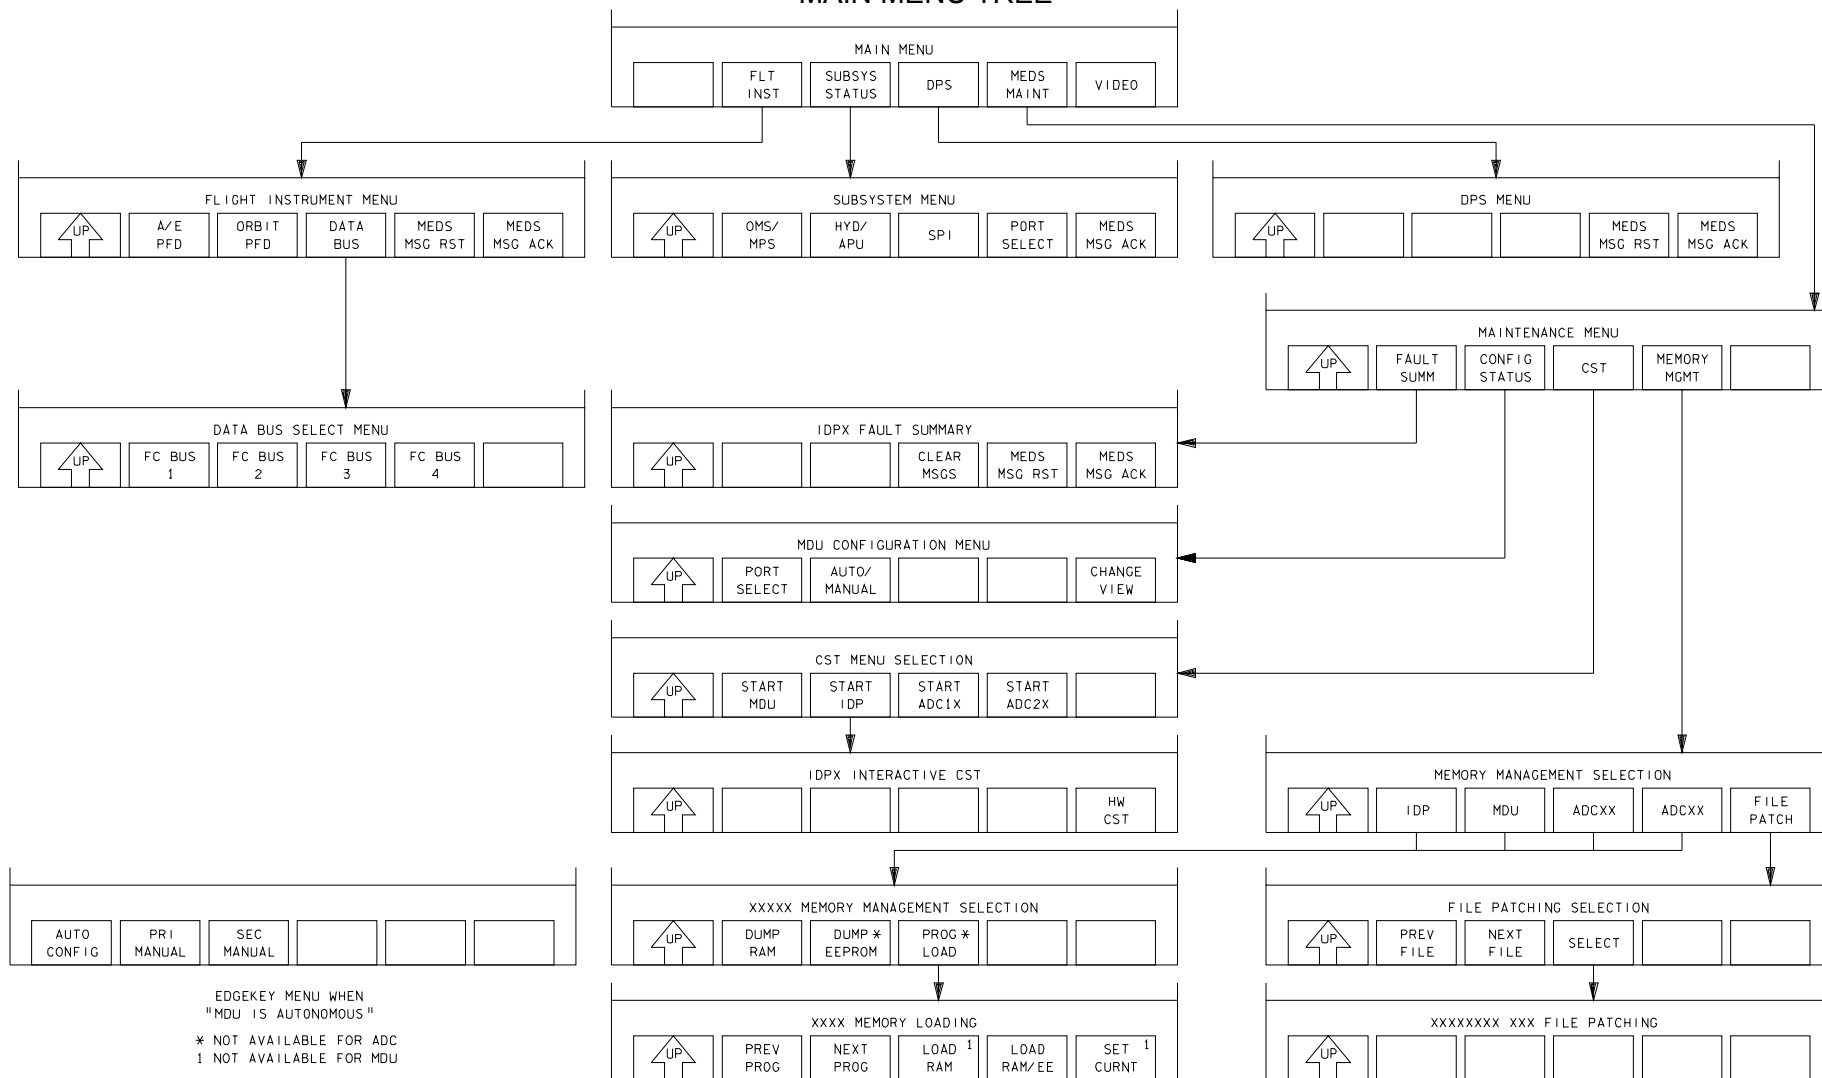 MAIN MENU TREE
MAIN MENU
FLT INST
SUBSYS STATUS
DPS
MEDS MAINT
VIDEO
FLIGHT INSTRUMENT MENU
UP
A/E PFD
ORBIT PFD
DATA BUS
MEDS MSG RST
MEDS MSG ACK
SUBSYSTEM MENU
UP
OMS/ MPS
HYD/ APU
SPI
PORT SELECT
MEDS MSG ACK
DPS MENU
UP
MEDS MSG RST
MEDS MSG ACK
MAINTENANCE MENU
UP
FAULT SUMM
CONFIG STATUS
CST
MEMORY MGMT
DATA BUS SELECT MENU
UP
FC BUS 1
FC BUS 2
FC BUS 3
FC BUS 4
IDPX FAULT SUMMARY
UP
CLEAR MSGS
MEDS MSG RST
MEDS MSG ACK
MDU CONFIGURATION MENU
UP
PORT SELECT
AUTO/ MANUAL
CHANGE VIEW
CST MENU SELECTION
UP
START MDU
START IDP
START ADC1X
START ADC2X
IDPX INTERACTIVE CST
UP
HW CST
MEMORY MANAGEMENT SELECTION
UP
IDP
MDU
ADCXX
ADCXX
FILE PATCH
AUTO CONFIG
PRI MANUAL
SEC MANUAL
EDGEKEY MENU WHEN
"MDU IS AUTONOMOUS"
* NOT AVAILABLE FOR ADC
1 NOT AVAILABLE FOR MDU
XXXXX MEMORY MANAGEMENT SELECTION
UP
DUMP RAM
DUMP * EEPROM
PROG * LOAD
FILE PATCHING SELECTION
UP
PREV FILE
NEXT FILE
SELECT
XXXX MEMORY LOADING
UP
PREV PROG
NEXT PROG
LOAD 1 RAM
LOAD RAM/EE
SET 1 CURNT
XXXXXXXX XXX FILE PATCHING
UP